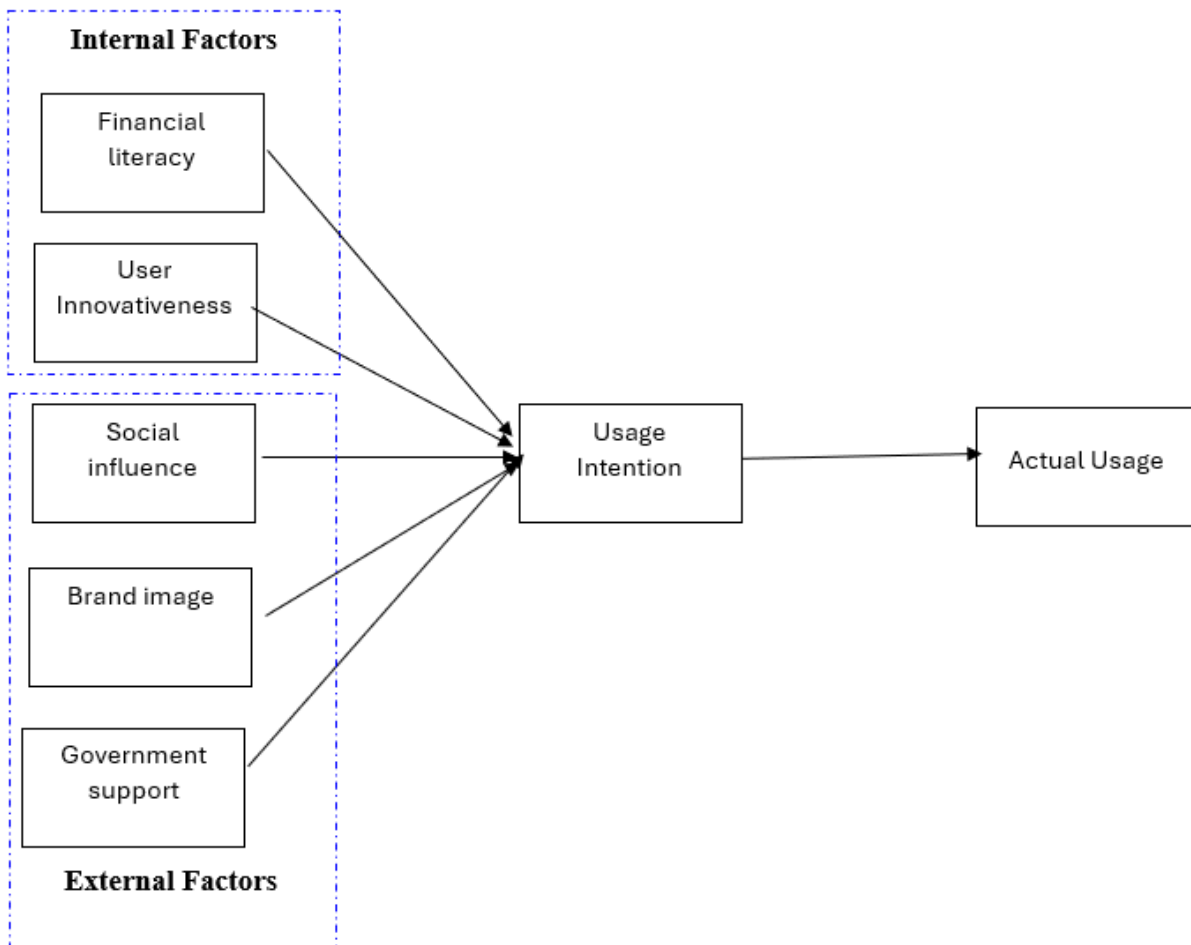 Internal Factors
Financial
literacy
User
Innovativeness
Social
influence
Brand image
Government
support
External Factors
Usage
Intention
Actual Usage